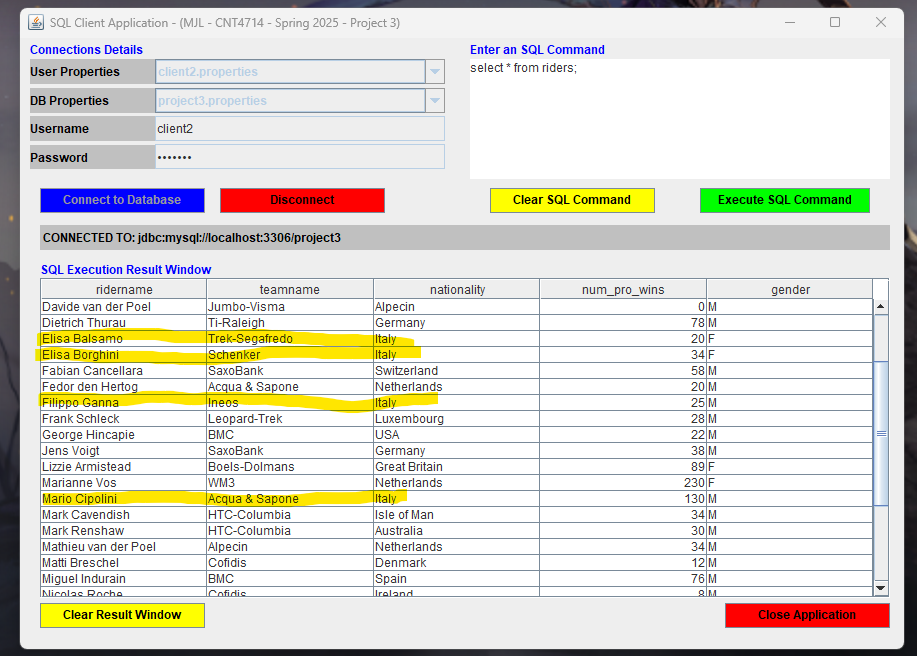 SQL Client Application - (MJL - CNT4714 - Spring 2025 - Project 3)
Connections Details
Enter an SQL Command
User Properties client2.properties
select * from riders;
DB Properties project3.properties
Username client2
Password •••••••
Connect to Database Disconnect Clear SQL Command Execute SQL Command
CONNECTED TO: jdbc:mysql://localhost:3306/project3
SQL Execution Result Window
ridername teamname nationality num_pro_wins gender
Davide van der Poel Jumbo-Visma Alpecin 0 M
Dietrich Thurau Ti-Raleigh Germany 78 M
Elisa Balsamo Trek-Segafredo Italy 20 F
Elisa Borghini Schenker Italy 34 F
Fabian Cancellara SaxoBank Switzerland 58 M
Fedor den Hertog Acqua & Sapone Netherlands 20 M
Filippo Ganna Ineos Italy 25 M
Frank Schleck Leopard-Trek Luxembourg 28 M
George Hincapie BMC USA 22 M
Jens Voigt SaxoBank Germany 38 M
Lizzie Armistead Boels-Dolmans Great Britain 89 F
Marianne Vos WM3 Netherlands 230 F
Mario Cipolini Acqua & Sapone Italy 130 M
Mark Cavendish HTC-Columbia Isle of Man 34 M
Mark Renshaw HTC-Columbia Australia 30 M
Mathieu van der Poel Alpecin Netherlands 34 M
Matti Breschel Cofidis Denmark 12 M
Miguel Indurain BMC Spain 76 M
Nicolas Roche Cofidis Ireland 8 M
Clear Result Window Close Application